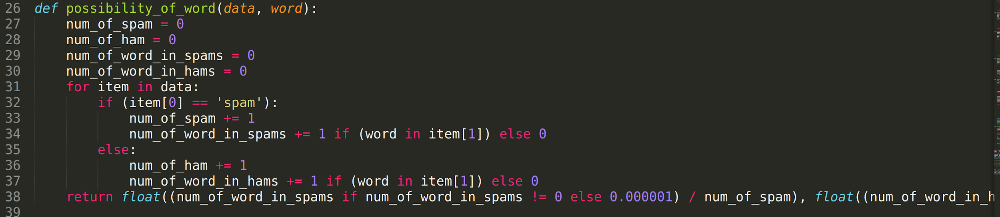 26 def possibility_of_word(data, word):
27     num_of_spam = 0
28     num_of_ham = 0
29     num_of_word_in_spams = 0
30     num_of_word_in_hams = 0
31     for item in data:
32         if (item[0] == 'spam'):
33             num_of_spam += 1
34             num_of_word_in_spams += 1 if (word in item[1]) else 0
35         else:
36             num_of_ham += 1
37             num_of_word_in_hams += 1 if (word in item[1]) else 0
38     return float((num_of_word_in_spams if num_of_word_in_spams != 0 else 0.000001) / num_of_spam), float((num_of_word_in_h
39